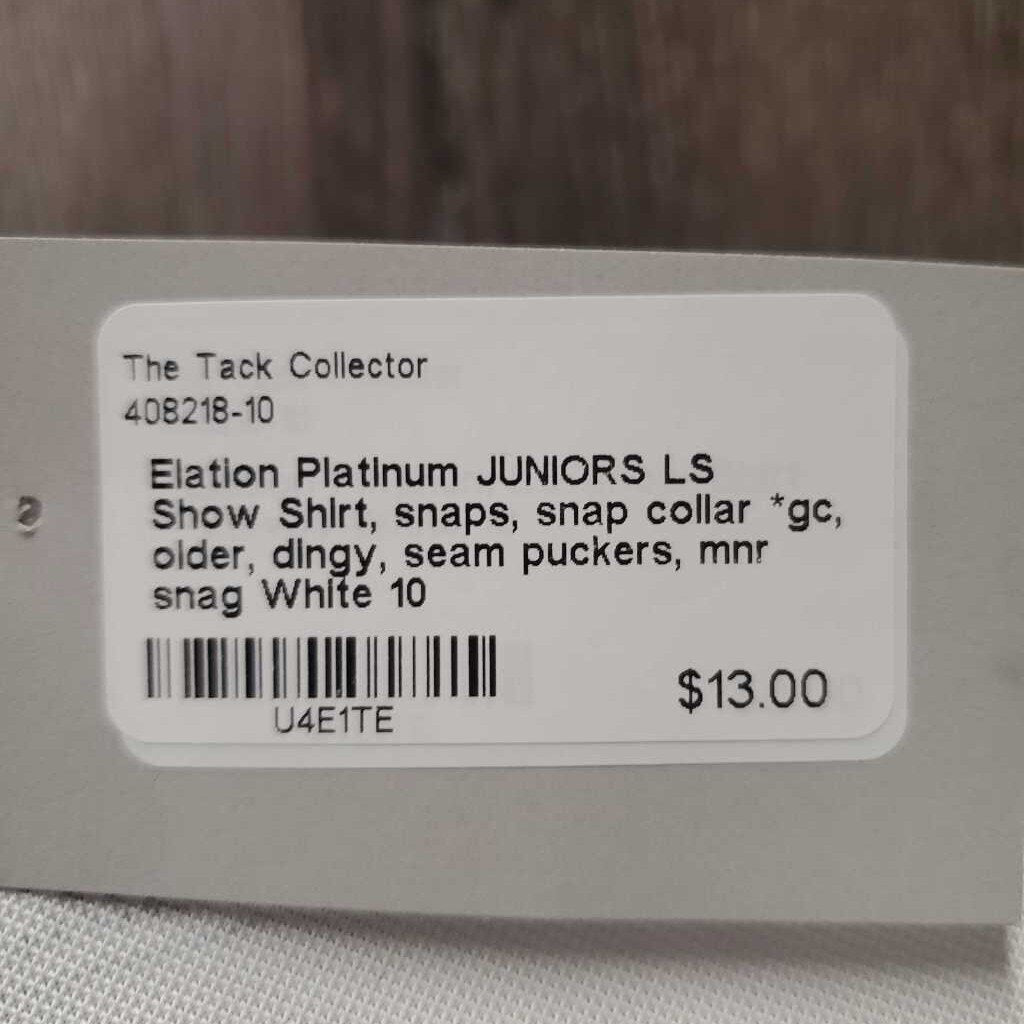 The Tack Collector
408218-10
Elation Platinum JUNIORS LS
Show Shirt, snaps, snap collar *gc,
older, dingy, seam puckers, mnr
snag White 10
$13.00
U4E1TE